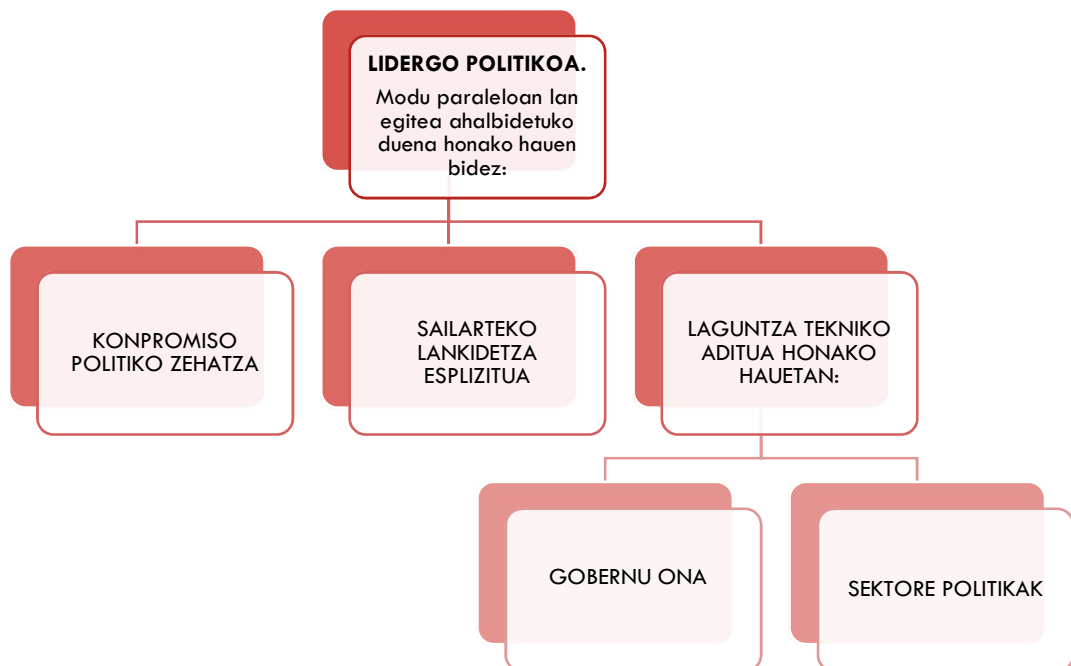 LIDERGO POLITIKOA.
Modu paraleloan lan
egitea ahalbidetuko
duena honako hauen
bidez:
KONPROMISO
POLITIKO ZEHATZA
SAILARTEKO
LANKIDETZA
ESPLIZITUA
LAGUNTZA TEKNIKO
ADITUA HONAKO
HAUETAN:
GOBERNU ONA
SEKTORE POLITIKAK